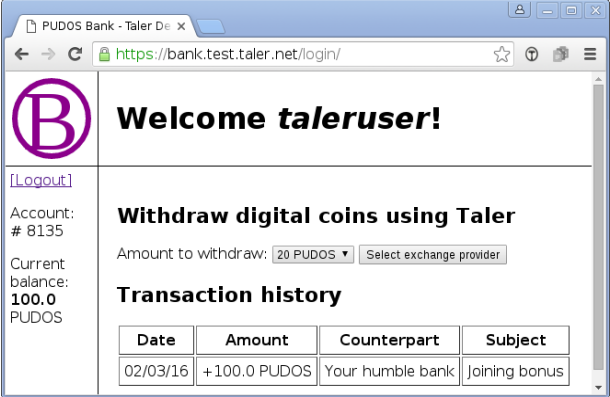 PUDOS Bank - Taler De
https://bank.test.taler.net/login/
B
Welcome taleruser!
[Logout]
Account:
# 8135
Current
balance:
100.0
PUDOS
Withdraw digital coins using Taler
Amount to withdraw: 20 PUDOS Select exchange provider
Transaction history
Date Amount Counterpart Subject
02/03/16 +100.0 PUDOS Your humble bank Joining bonus